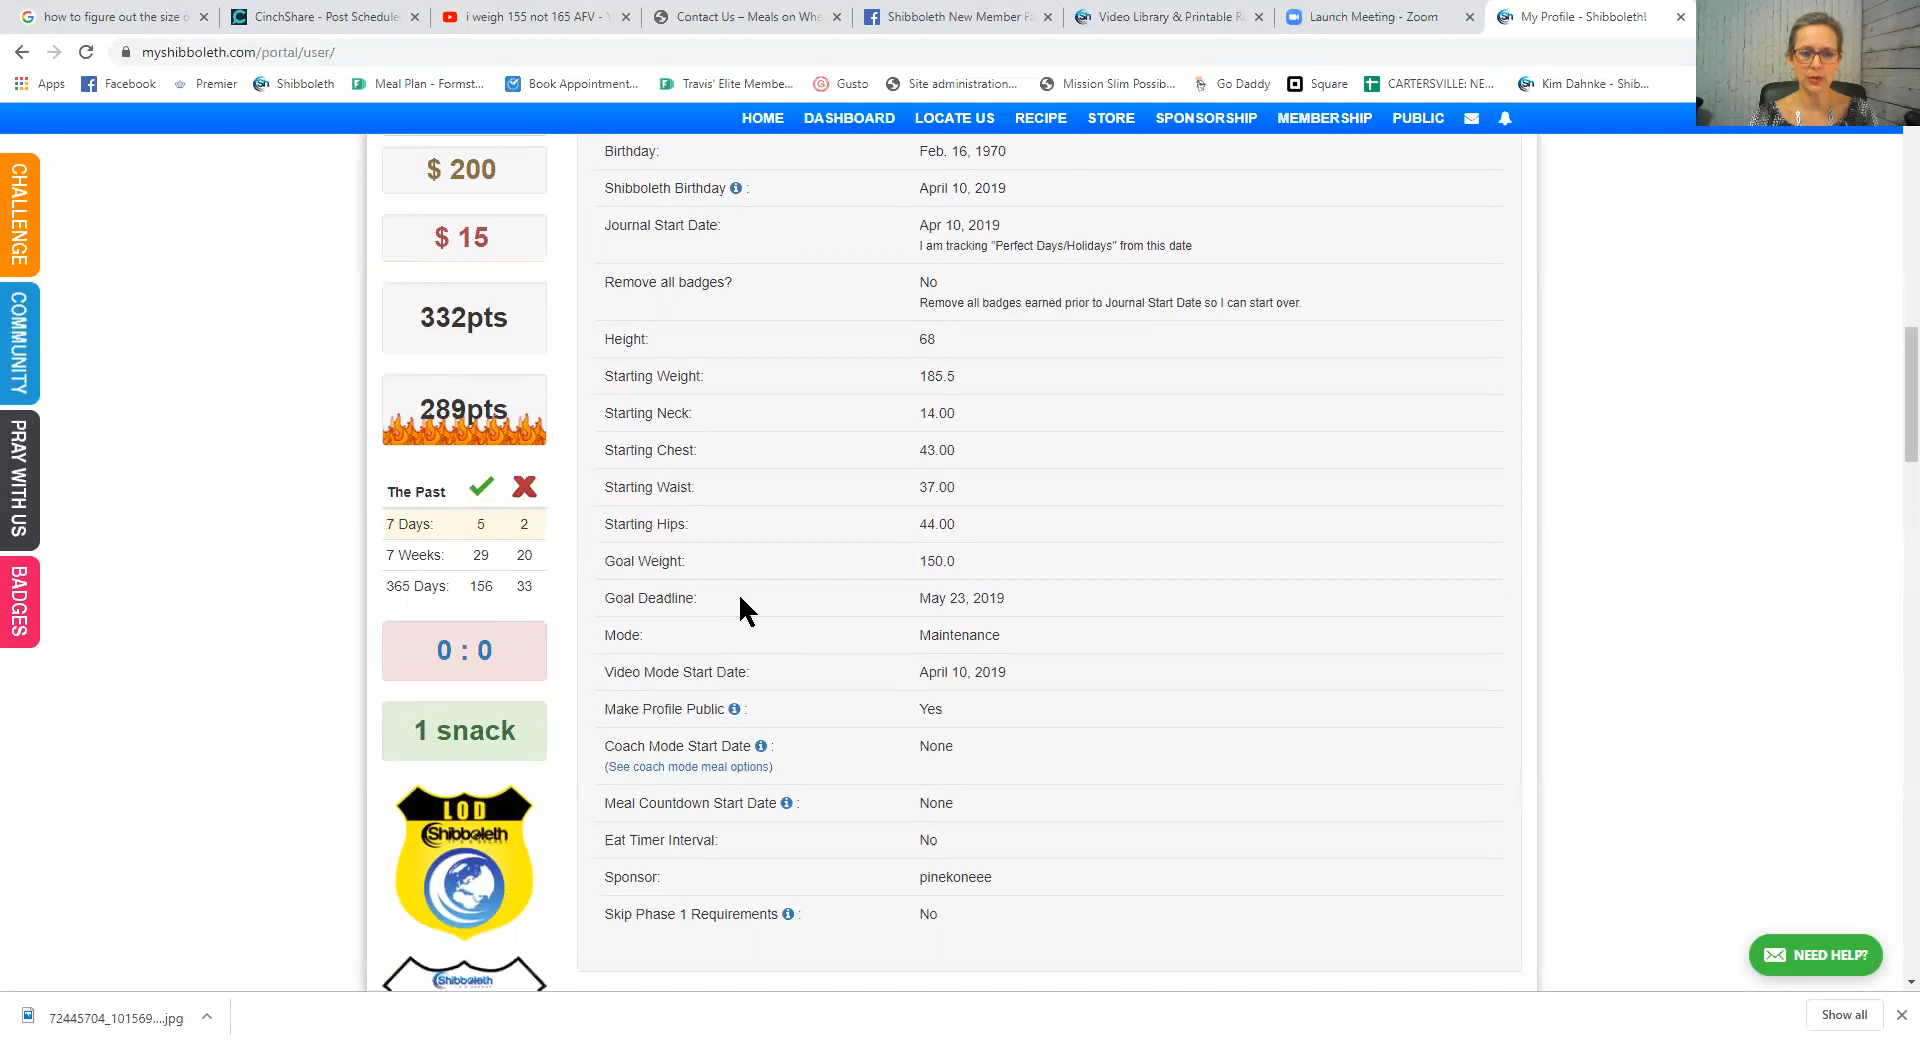 how to figure out the size o
CinchShare - Post Schedule
i weigh 155 not 165 AFV - Y
Contact Us – Meals on Whe
Shibboleth New Member Fa
Video Library & Printable R
Launch Meeting - Zoom
My Profile - Shibboleth!
myshibboleth.com/portal/user/
Apps
Facebook
Premier
Shibboleth
Meal Plan - Formst...
Book Appointment...
Travis' Elite Membe...
Gusto
Site administration...
Mission Slim Possib...
Go Daddy
Square
CARTERSVILLE: NE...
Kim Dahnke - Shib...
HOME DASHBOARD LOCATE US RECIPE STORE SPONSORSHIP MEMBERSHIP PUBLIC
CHALLENGE
COMMUNITY
PRAY WITH US
BADGES
$ 200
$ 15
332pts
289pts
The Past
7 Days: 5 2
7 Weeks: 29 20
365 Days: 156 33
0 : 0
1 snack
LOD
Shibboleth
Shibboleth
Birthday: Feb. 16, 1970
Shibboleth Birthday : April 10, 2019
Journal Start Date: Apr 10, 2019
I am tracking "Perfect Days/Holidays" from this date
Remove all badges? No
Remove all badges earned prior to Journal Start Date so I can start over.
Height: 68
Starting Weight: 185.5
Starting Neck: 14.00
Starting Chest: 43.00
Starting Waist: 37.00
Starting Hips: 44.00
Goal Weight: 150.0
Goal Deadline: May 23, 2019
Mode: Maintenance
Video Mode Start Date: April 10, 2019
Make Profile Public : Yes
Coach Mode Start Date : None
(See coach mode meal options)
Meal Countdown Start Date : None
Eat Timer Interval: No
Sponsor: pinekoneee
Skip Phase 1 Requirements : No
NEED HELP?
72445704_101569....jpg
Show all